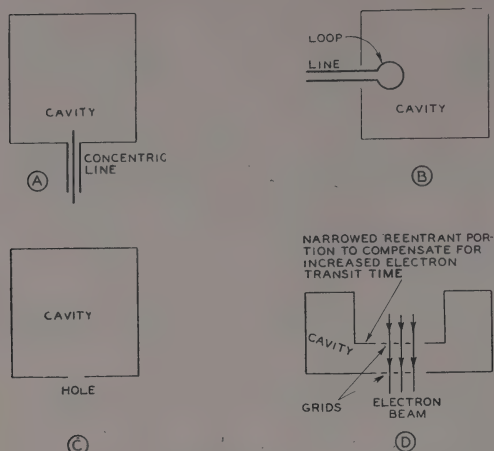 CAVITY
CONCENTRIC
LINE
A
LOOP
LINE
CAVITY
B
CAVITY
HOLE
C
NARROWED REENTRANT POR-
TION TO COMPENSATE FOR
INCREASED ELECTRON
TRANSIT TIME
CAVITY
GRIDS
ELECTRON
BEAM
D